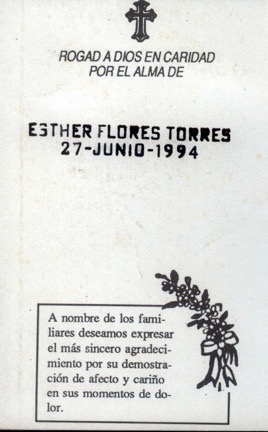 ROGAD A DIOS EN CARIDAD
POR EL ALMA DE
ESTHER FLORES TORRES
27-JUNIO-1994
A nombre de los fami-
liares deseamos expresar
el más sincero agradeci-
miento por su demostra-
ción de afecto y cariño
en sus momentos de do-
lor.